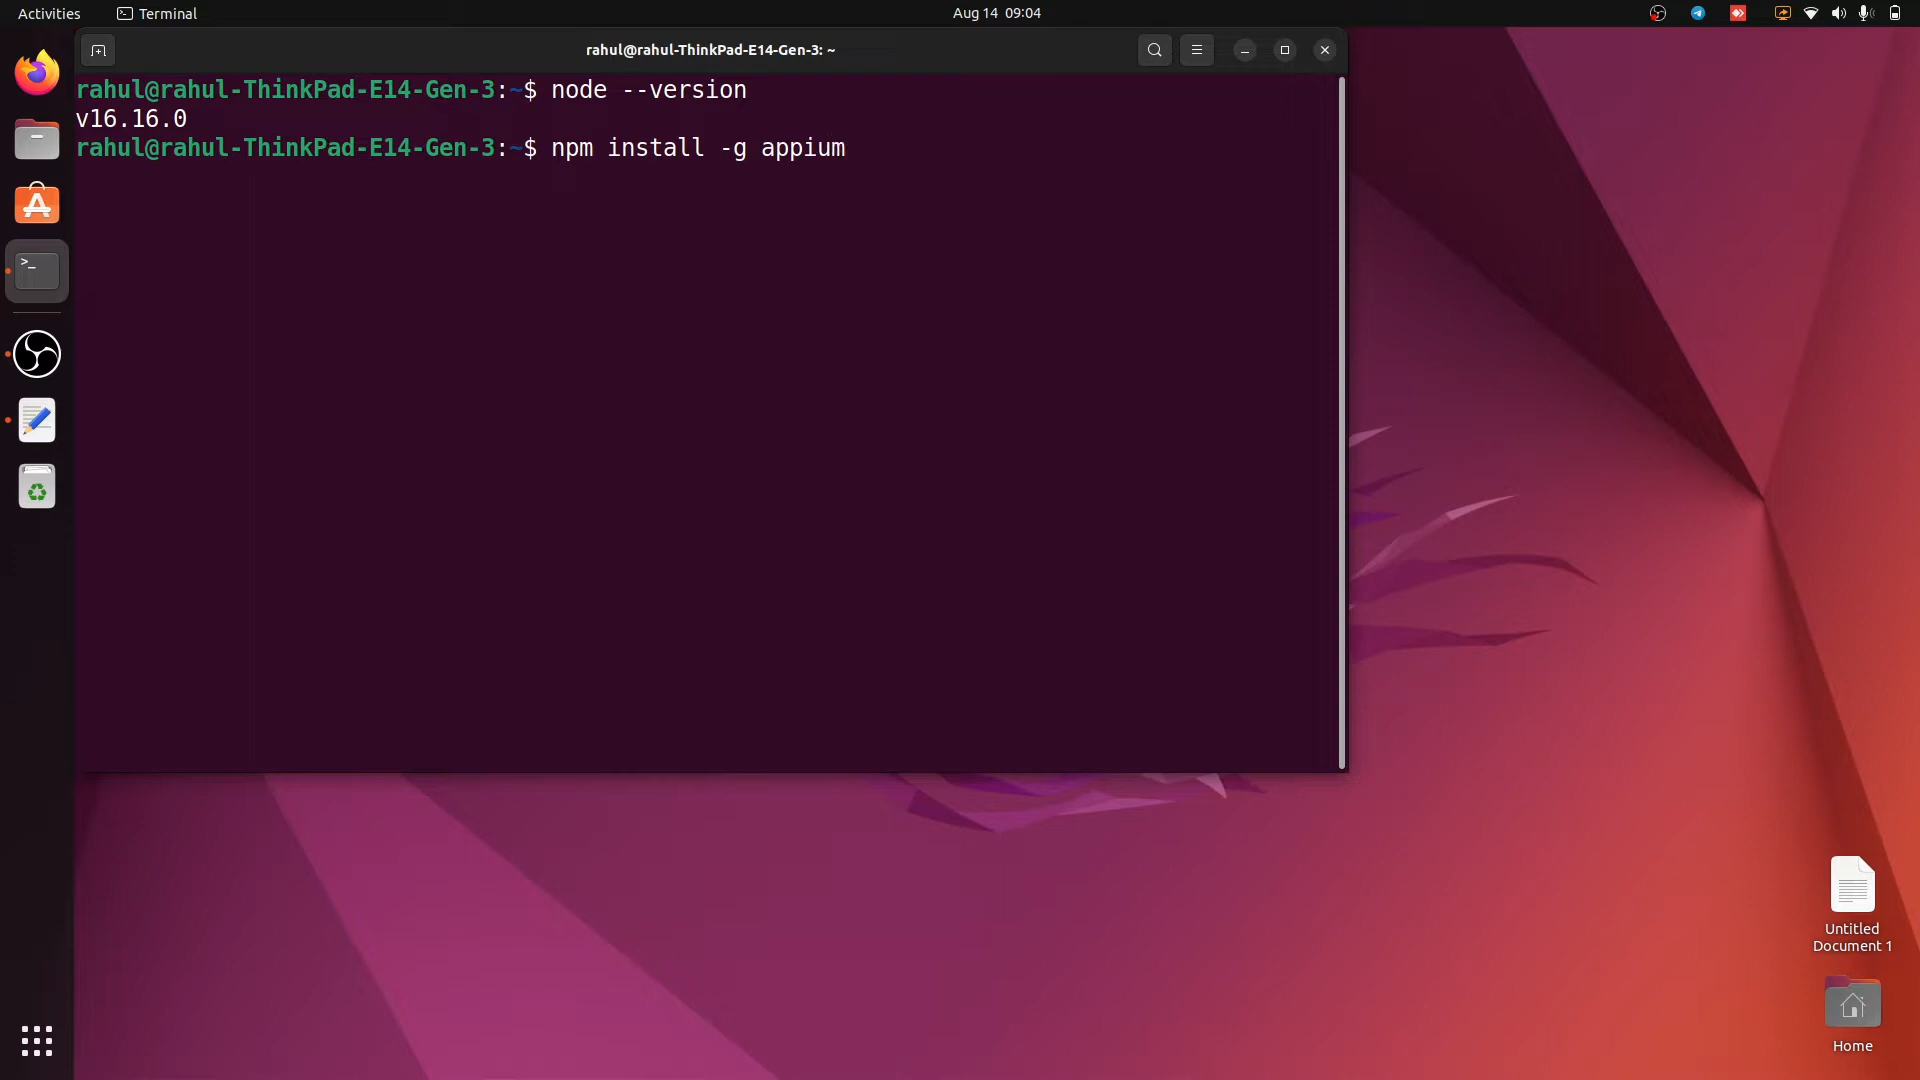 Activities
Terminal
Aug 14 09:04
rahul@rahul-ThinkPad-E14-Gen-3: ~
rahul@rahul-ThinkPad-E14-Gen-3:~$ node --version
v16.16.0
rahul@rahul-ThinkPad-E14-Gen-3:~$ npm install -g appium
Untitled
Document 1
Home